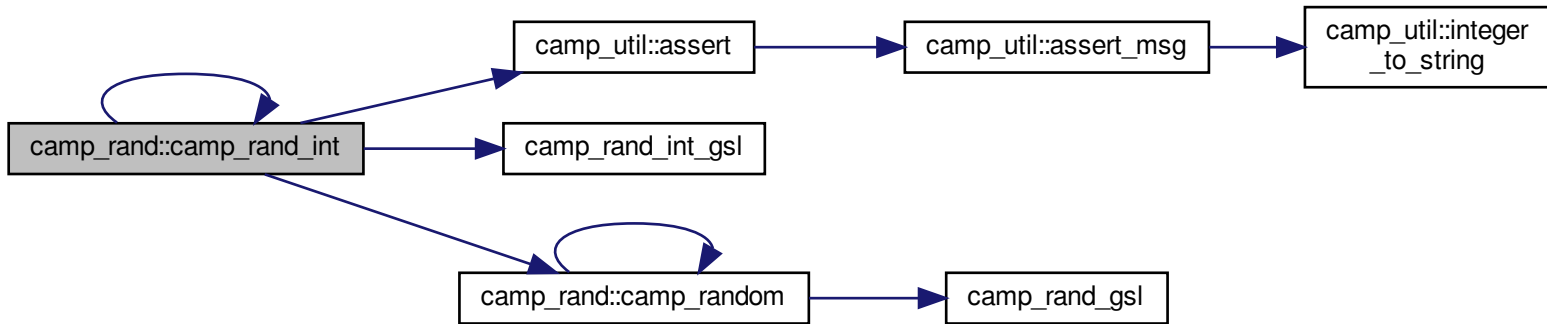 camp_rand::camp_rand_int
camp_util::assert
camp_util::assert_msg
camp_util::integer
_to_string
camp_rand_int_gsl
camp_rand::camp_random
camp_rand_gsl